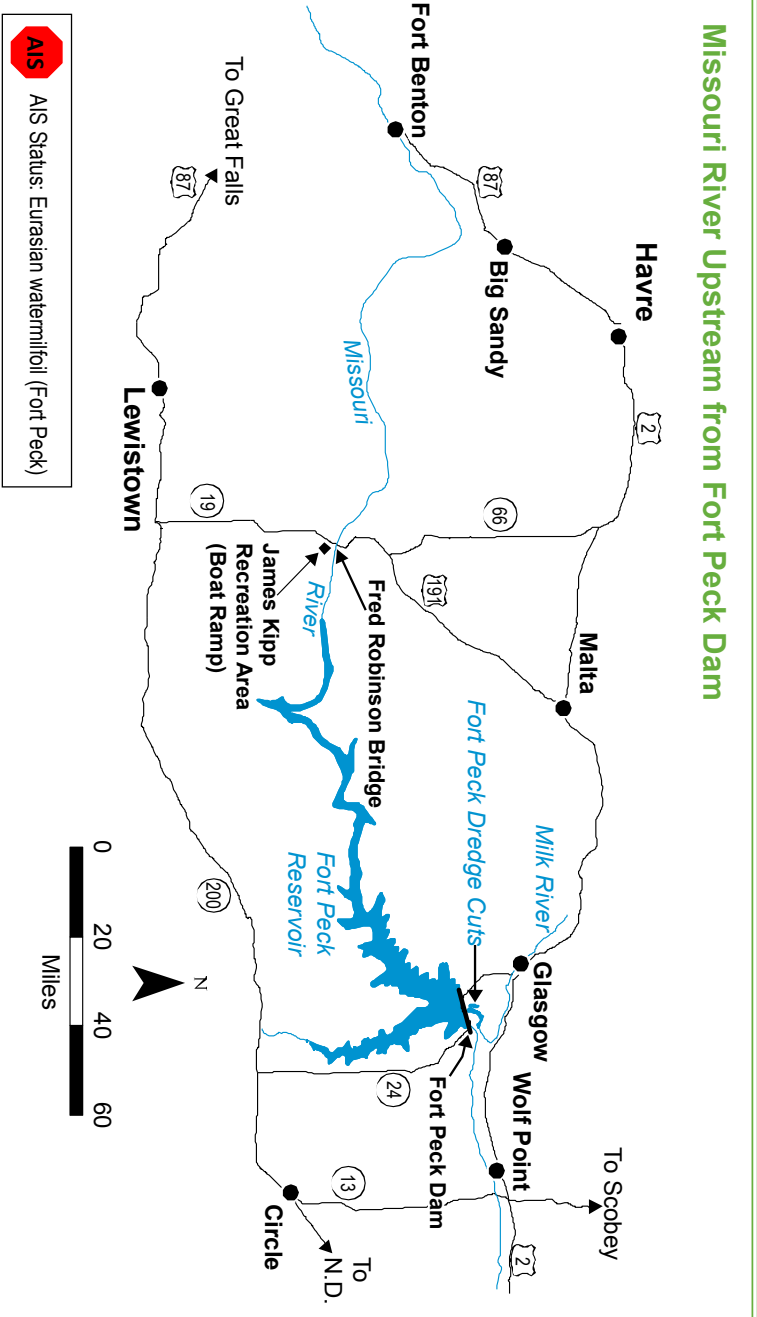 Missouri River Upstream from Fort Peck Dam
Havre
2
Big Sandy
87
Fort Benton
66
Malta
191
Milk River
Glasgow
Wolf Point
To Scobey
2
Fort Peck Dredge Cuts
Fort Peck Dam
Missouri
River
Fred Robinson Bridge
James Kipp
Recreation Area
(Boat Ramp)
Fort Peck
Reservoir
To Great Falls
87
Lewistown
19
200
24
13
Circle
To
N.D.
N
0
20
40
60
Miles
AIS
AIS Status: Eurasian watermilfoil (Fort Peck)